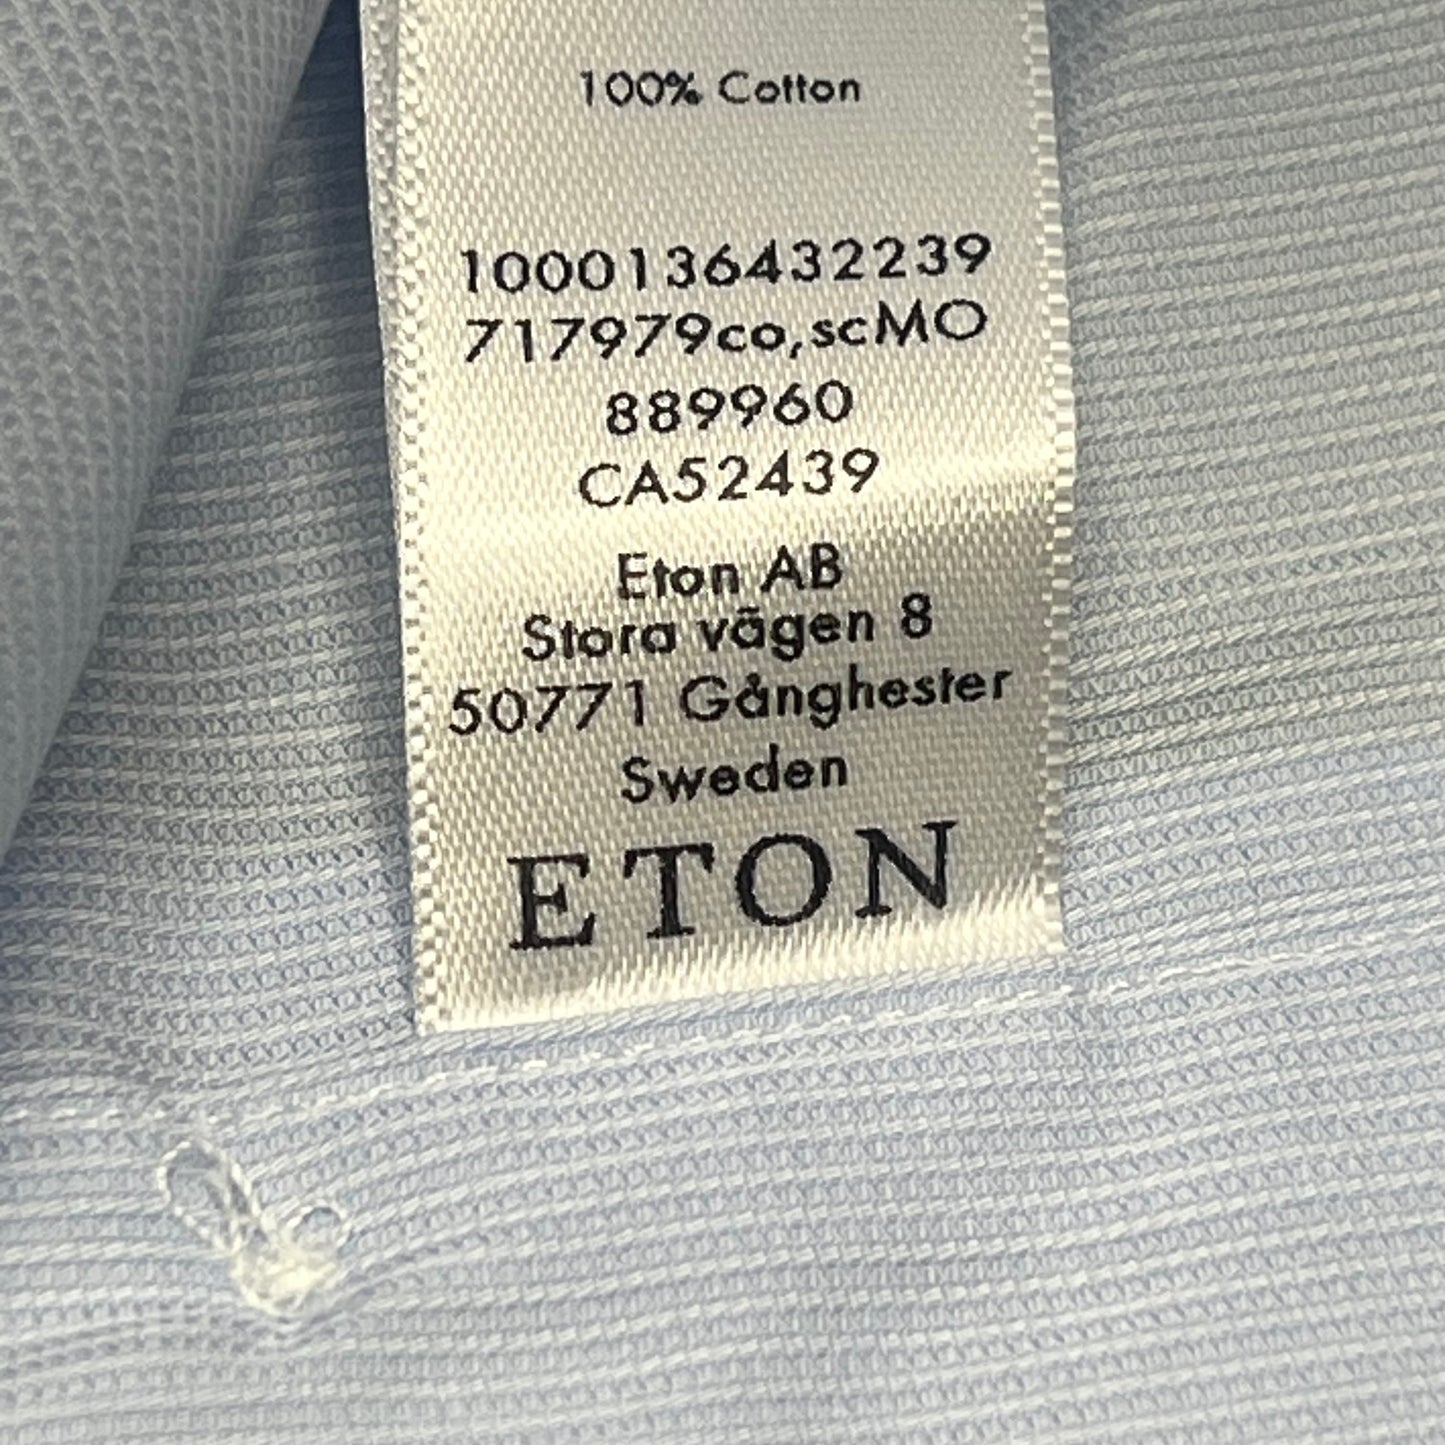 100% Cotton
1000136432239
717979co,scMO
889960
CA52439
Eton AB
Stora vägen 8
50771 Gånghester
Sweden
ETON